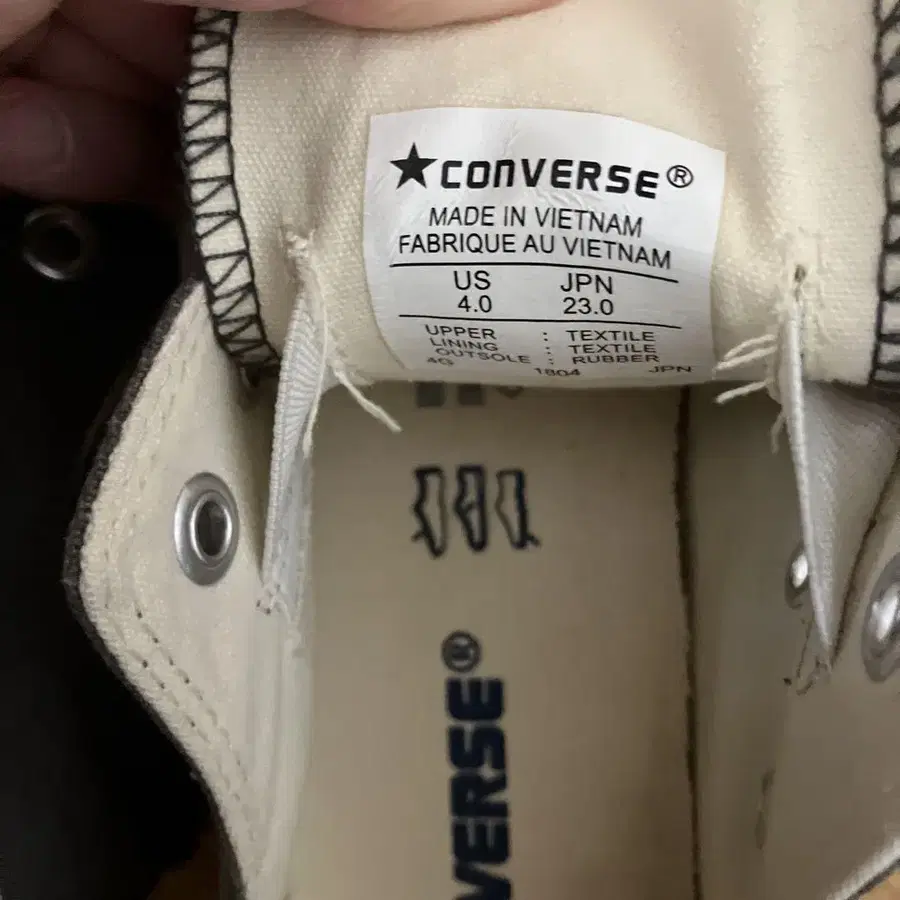 ★CONVERSE®
MADE IN VIETNAM
FABRIQUE AU VIETNAM
US JPN
4.0 23.0
UPPER : TEXTILE
LINING : TEXTILE
OUTSOLE : RUBBER
4G 1804 JPN
VERSE®